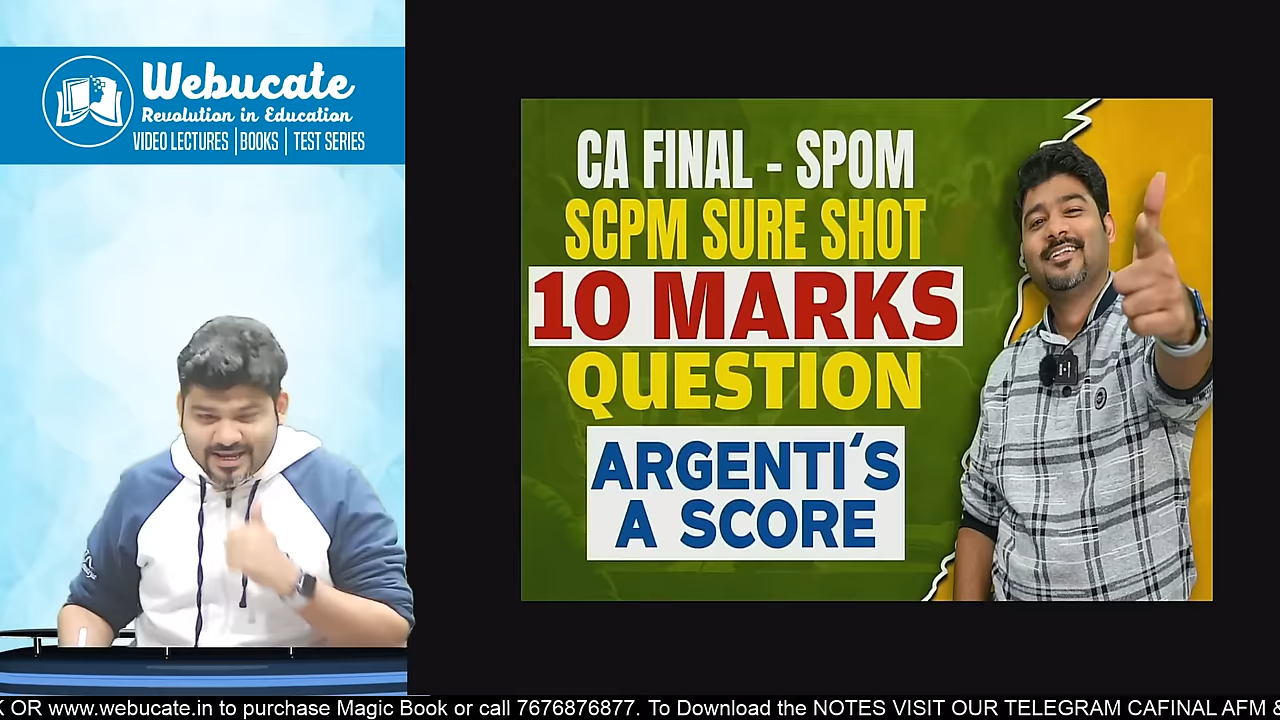 Webucate
Revolution in Education
VIDEO LECTURES | BOOKS | TEST SERIES
CA FINAL - SPOM
SCPM SURE SHOT
10 MARKS
QUESTION
ARGENTI'S
A SCORE
K OR www.webucate.in to purchase Magic Book or call 7676876877. To Download the NOTES VISIT OUR TELEGRAM CAFINAL AFM &